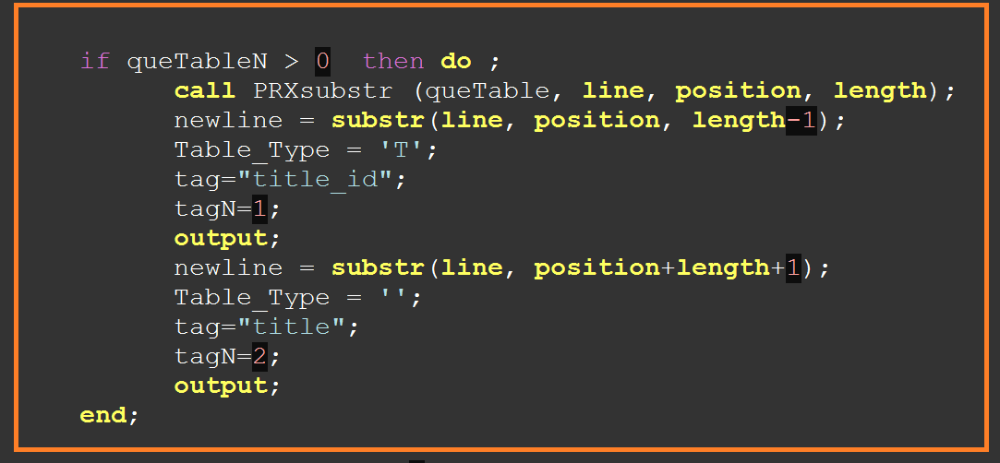 if queTableN > 0  then do ;
call PRXsubstr (queTable, line, position, length);
newline = substr(line, position, length-1);
Table_Type = 'T';
tag="title_id";
tagN=1;
output;
newline = substr(line, position+length+1);
Table_Type = '';
tag="title";
tagN=2;
output;
end;